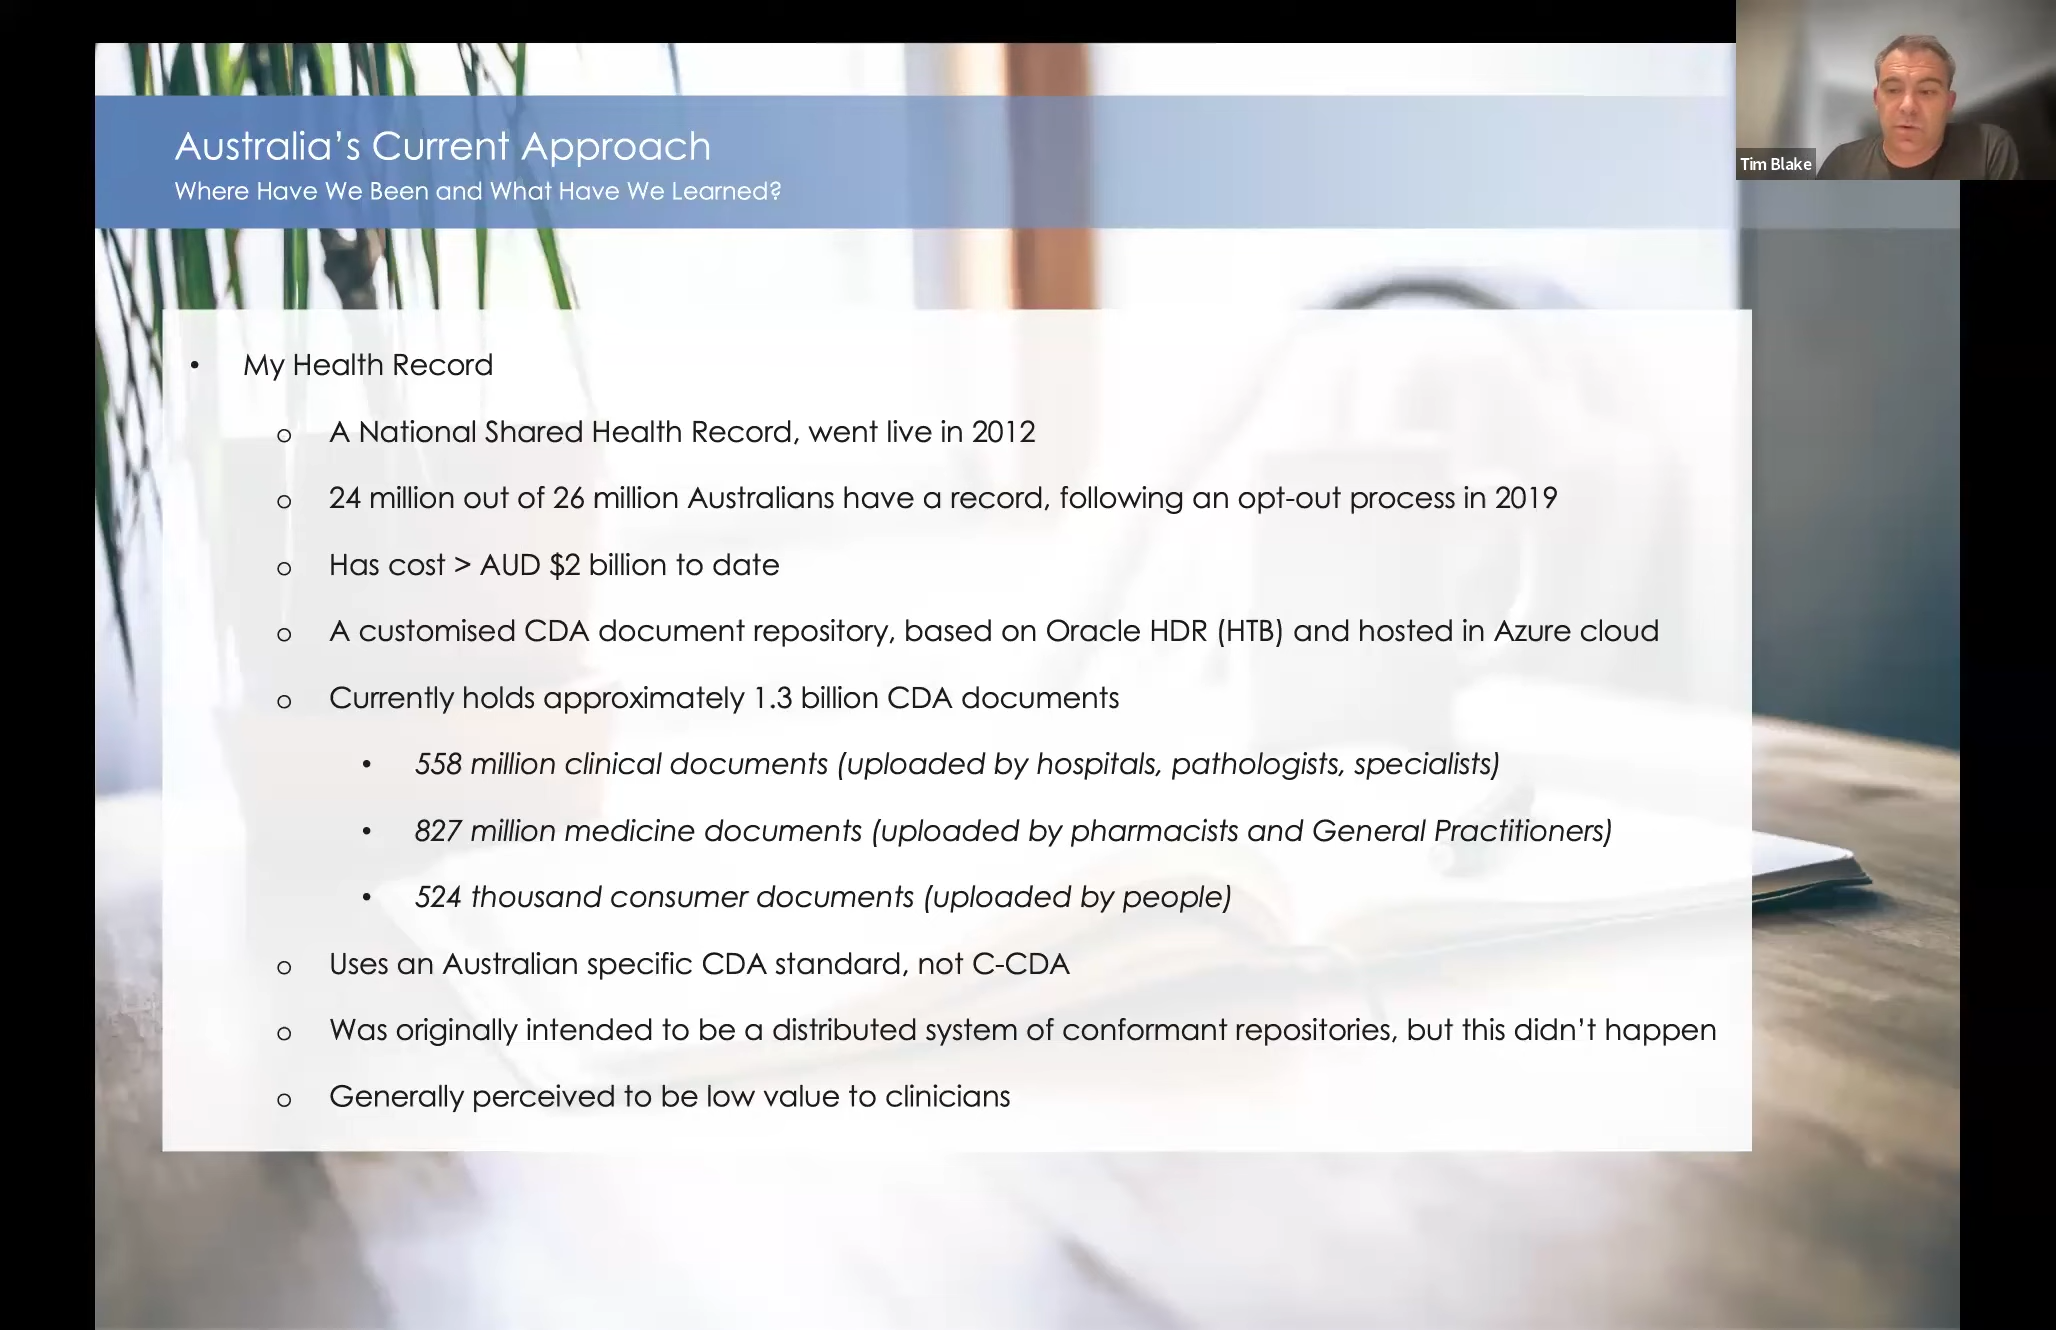 Australia's Current Approach
Where Have We Been and What Have We Learned?
Tim Blake
• My Health Record
o A National Shared Health Record, went live in 2012
o 24 million out of 26 million Australians have a record, following an opt-out process in 2019
o Has cost > AUD $2 billion to date
o A customised CDA document repository, based on Oracle HDR (HTB) and hosted in Azure cloud
o Currently holds approximately 1.3 billion CDA documents
• 558 million clinical documents (uploaded by hospitals, pathologists, specialists)
• 827 million medicine documents (uploaded by pharmacists and General Practitioners)
• 524 thousand consumer documents (uploaded by people)
o Uses an Australian specific CDA standard, not C-CDA
o Was originally intended to be a distributed system of conformant repositories, but this didn't happen
o Generally perceived to be low value to clinicians